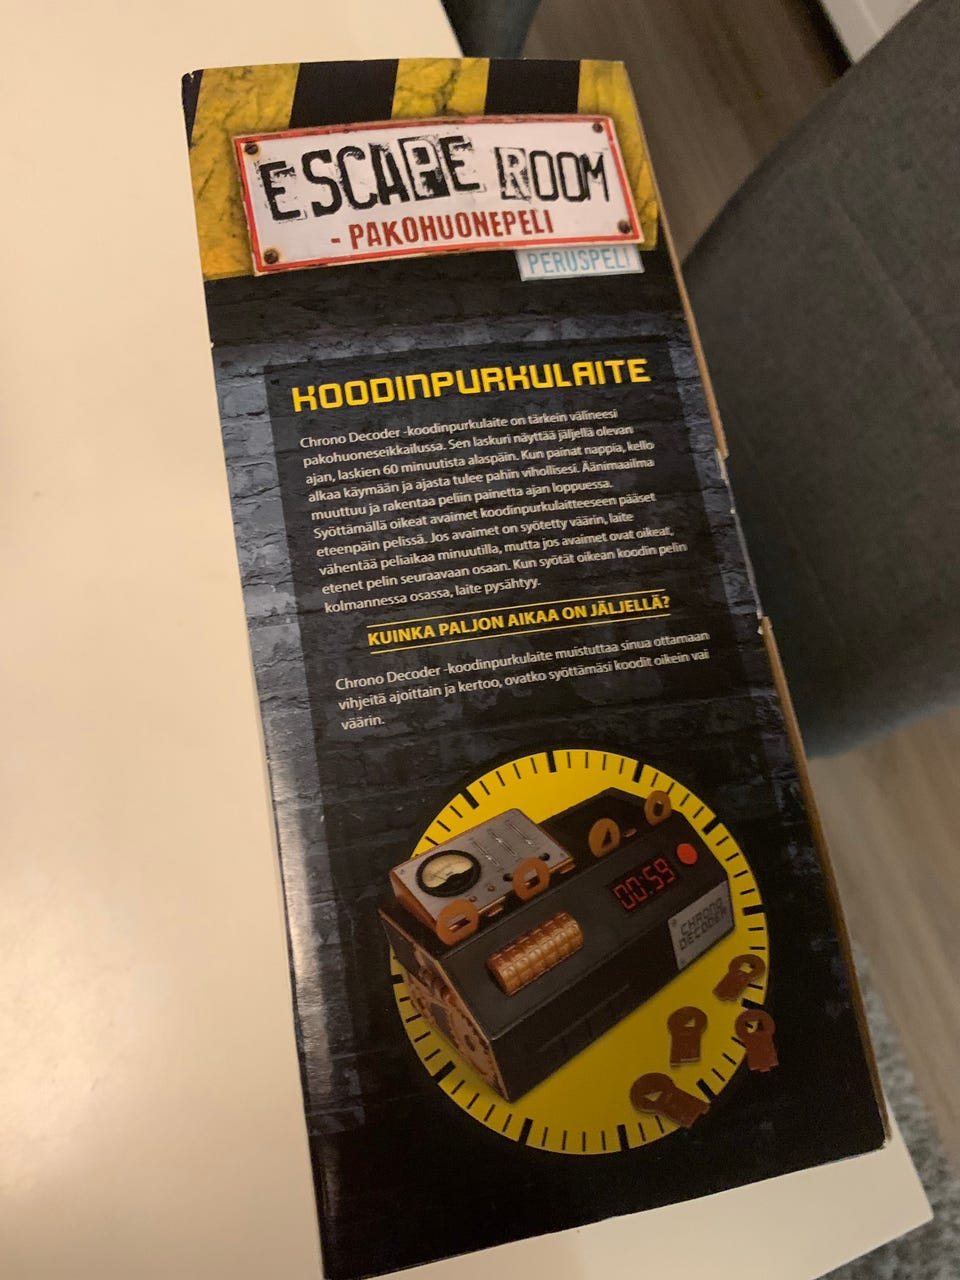 ESCAPE ROOM
- PAKOHUONEPELI
PERUSPELI
KOODINPURKULAITE
Chrono Decoder -koodinpurkulaite on tärkein välineesi
pakohuoneseikkailussa. Sen laskuri näyttää jäljellä olevan
ajan, laskien 60 minuutista alaspäin. Kun painat nappia, kello
alkaa käymään ja ajasta tulee pahin vihollisesi. Äänimaailma
muuttuu ja rakentaa peliin painetta ajan loppuessa.
Syöttämällä oikeat avaimet koodinpurkulaitteeseen pääset
eteenpäin pelissä. Jos avaimet on syötetty väärin, laite
vähentää peliaikaa minuutilla, mutta jos avaimet ovat oikeat,
etenet pelin seuraavaan osaan. Kun syötät oikean koodin pelin
kolmannessa osassa, laite pysähtyy.
KUINKA PALJON AIKAA ON JÄLJELLÄ?
Chrono Decoder -koodinpurkulaite muistuttaa sinua ottamaan
vihjeitä ajoittain ja kertoo, ovatko syöttämäsi koodit oikein vai
väärin.
00:59
CHRONO
DECODER